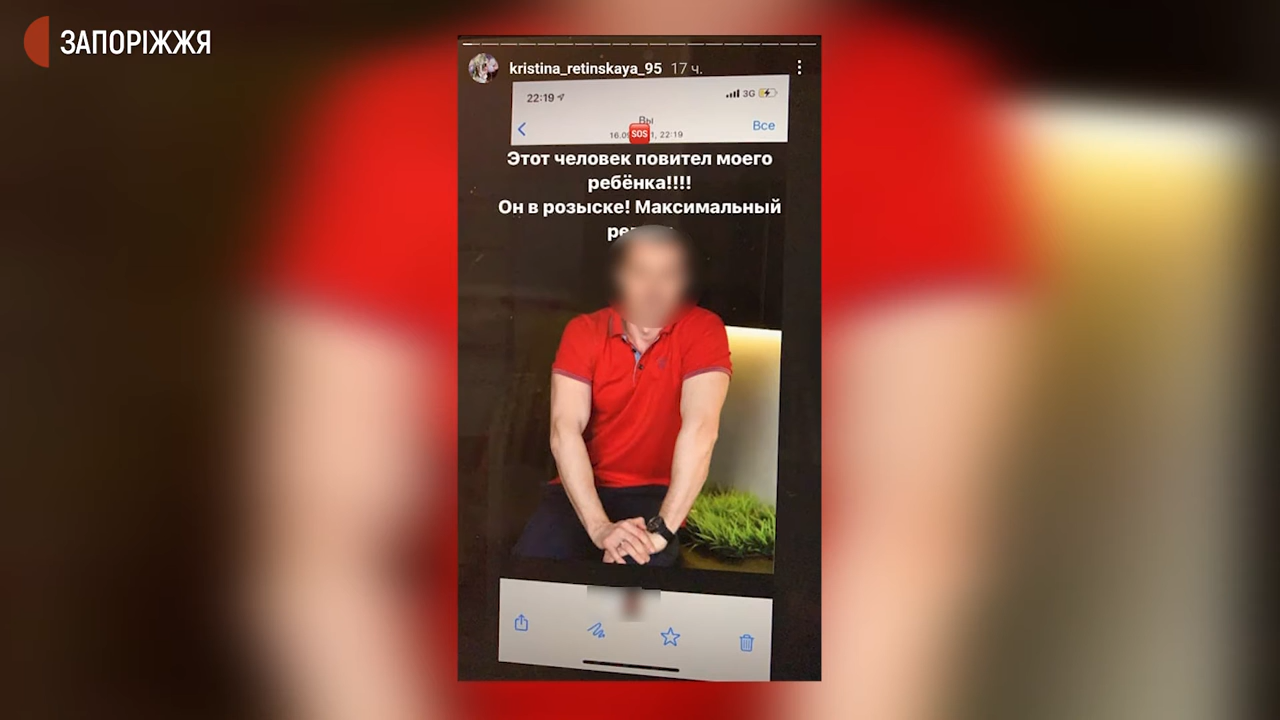 ЗАПОРІЖЖЯ
kristina_retinskaya_95 17 ч.
22:19 3G
Вы
Все
SOS
22:19
Этот человек повител моего
ребёнка!!!!
Он в розыске! Максимальный